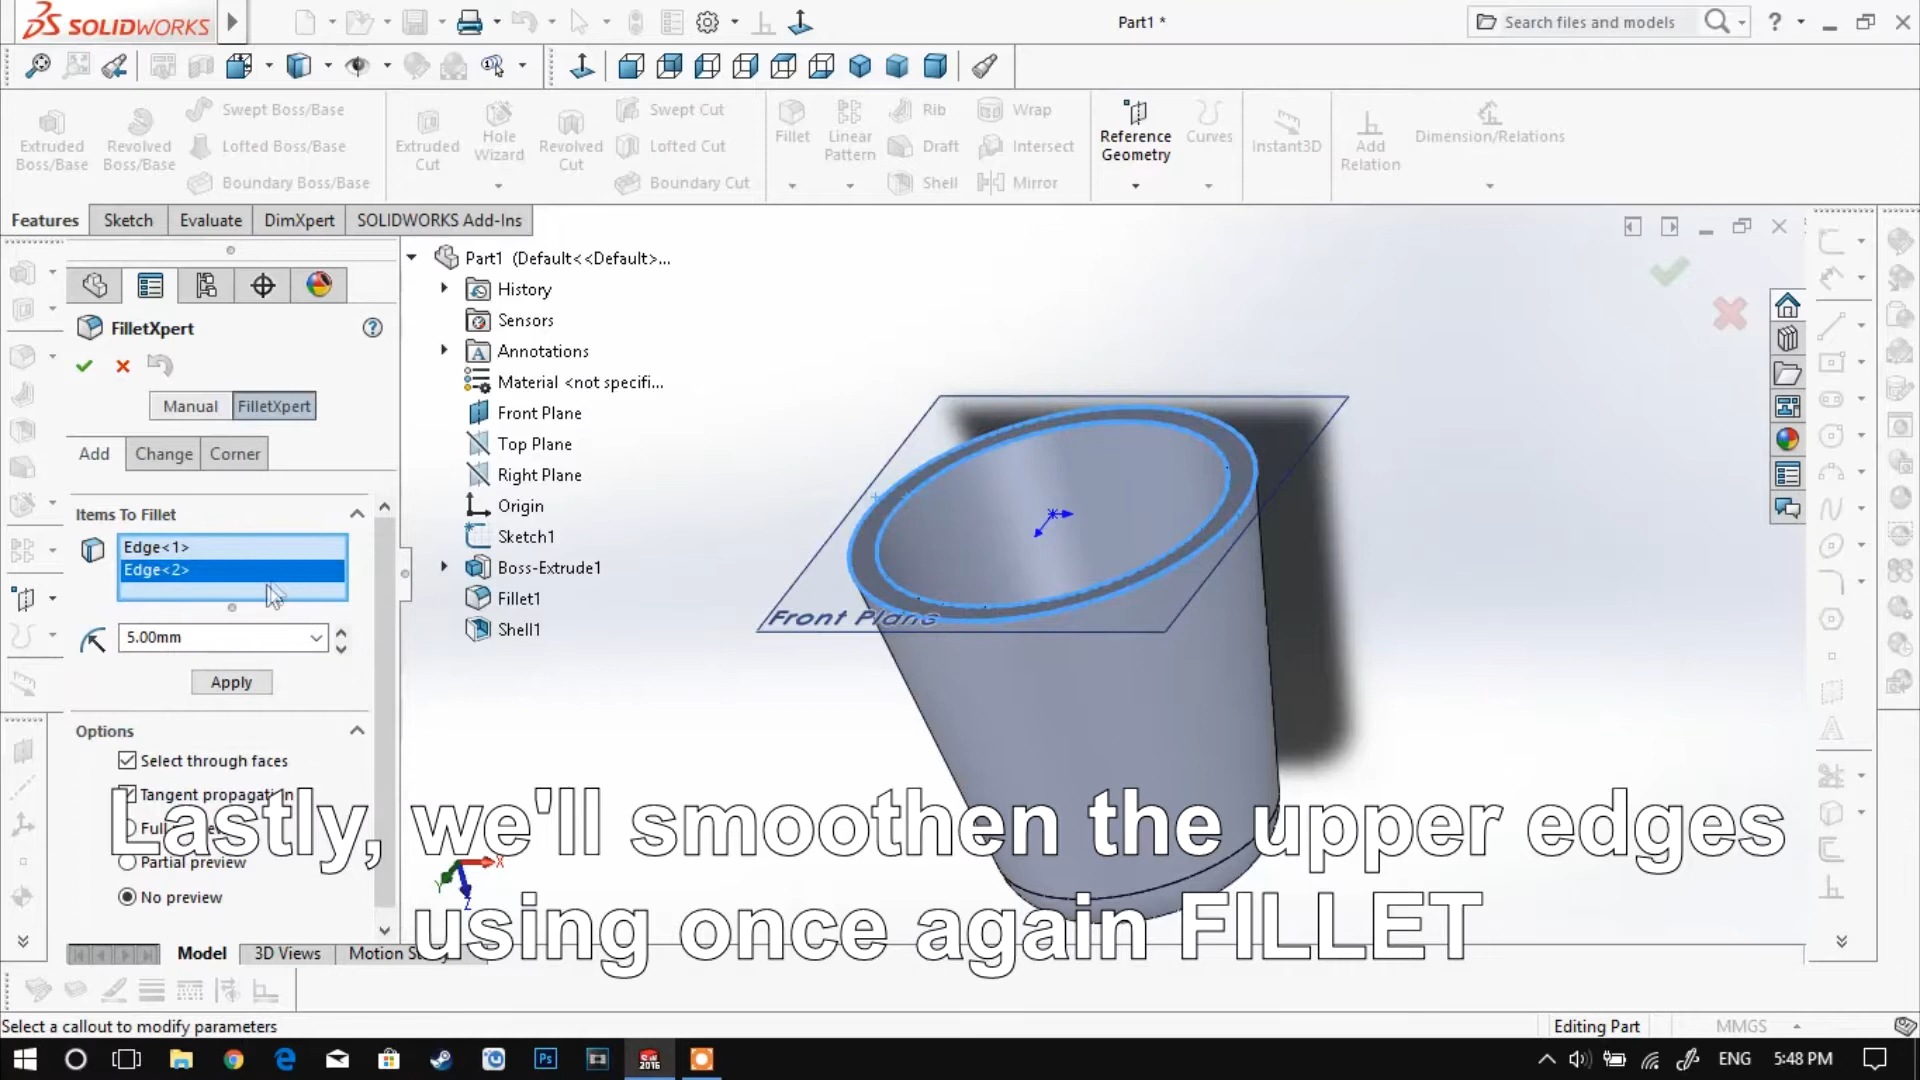 SOLIDWORKS
Part1 *
Search files and models
Extruded Boss/Base
Revolved Boss/Base
Swept Boss/Base
Lofted Boss/Base
Boundary Boss/Base
Extruded Cut
Hole Wizard
Revolved Cut
Swept Cut
Lofted Cut
Boundary Cut
Fillet
Linear Pattern
Rib
Draft
Shell
Wrap
Intersect
Mirror
Reference Geometry
Curves
Instant3D
Add Relation
Dimension/Relations
Features
Sketch
Evaluate
DimXpert
SOLIDWORKS Add-Ins
FilletXpert
Manual
FilletXpert
Add
Change
Corner
Items To Fillet
Edge<1>
Edge<2>
5.00mm
Apply
Options
Select through faces
Tangent propagation
Partial preview
No preview
Part1 (Default<<Default>...
History
Sensors
Annotations
Material <not specifi...
Front Plane
Top Plane
Right Plane
Origin
Sketch1
Boss-Extrude1
Fillet1
Shell1
Front Plane
X
Y
Z
Lastly, we'll smoothen the upper edges
using once again FILLET
Model
3D Views
Select a callout to modify parameters
Editing Part
MMGS
ENG
5:48 PM